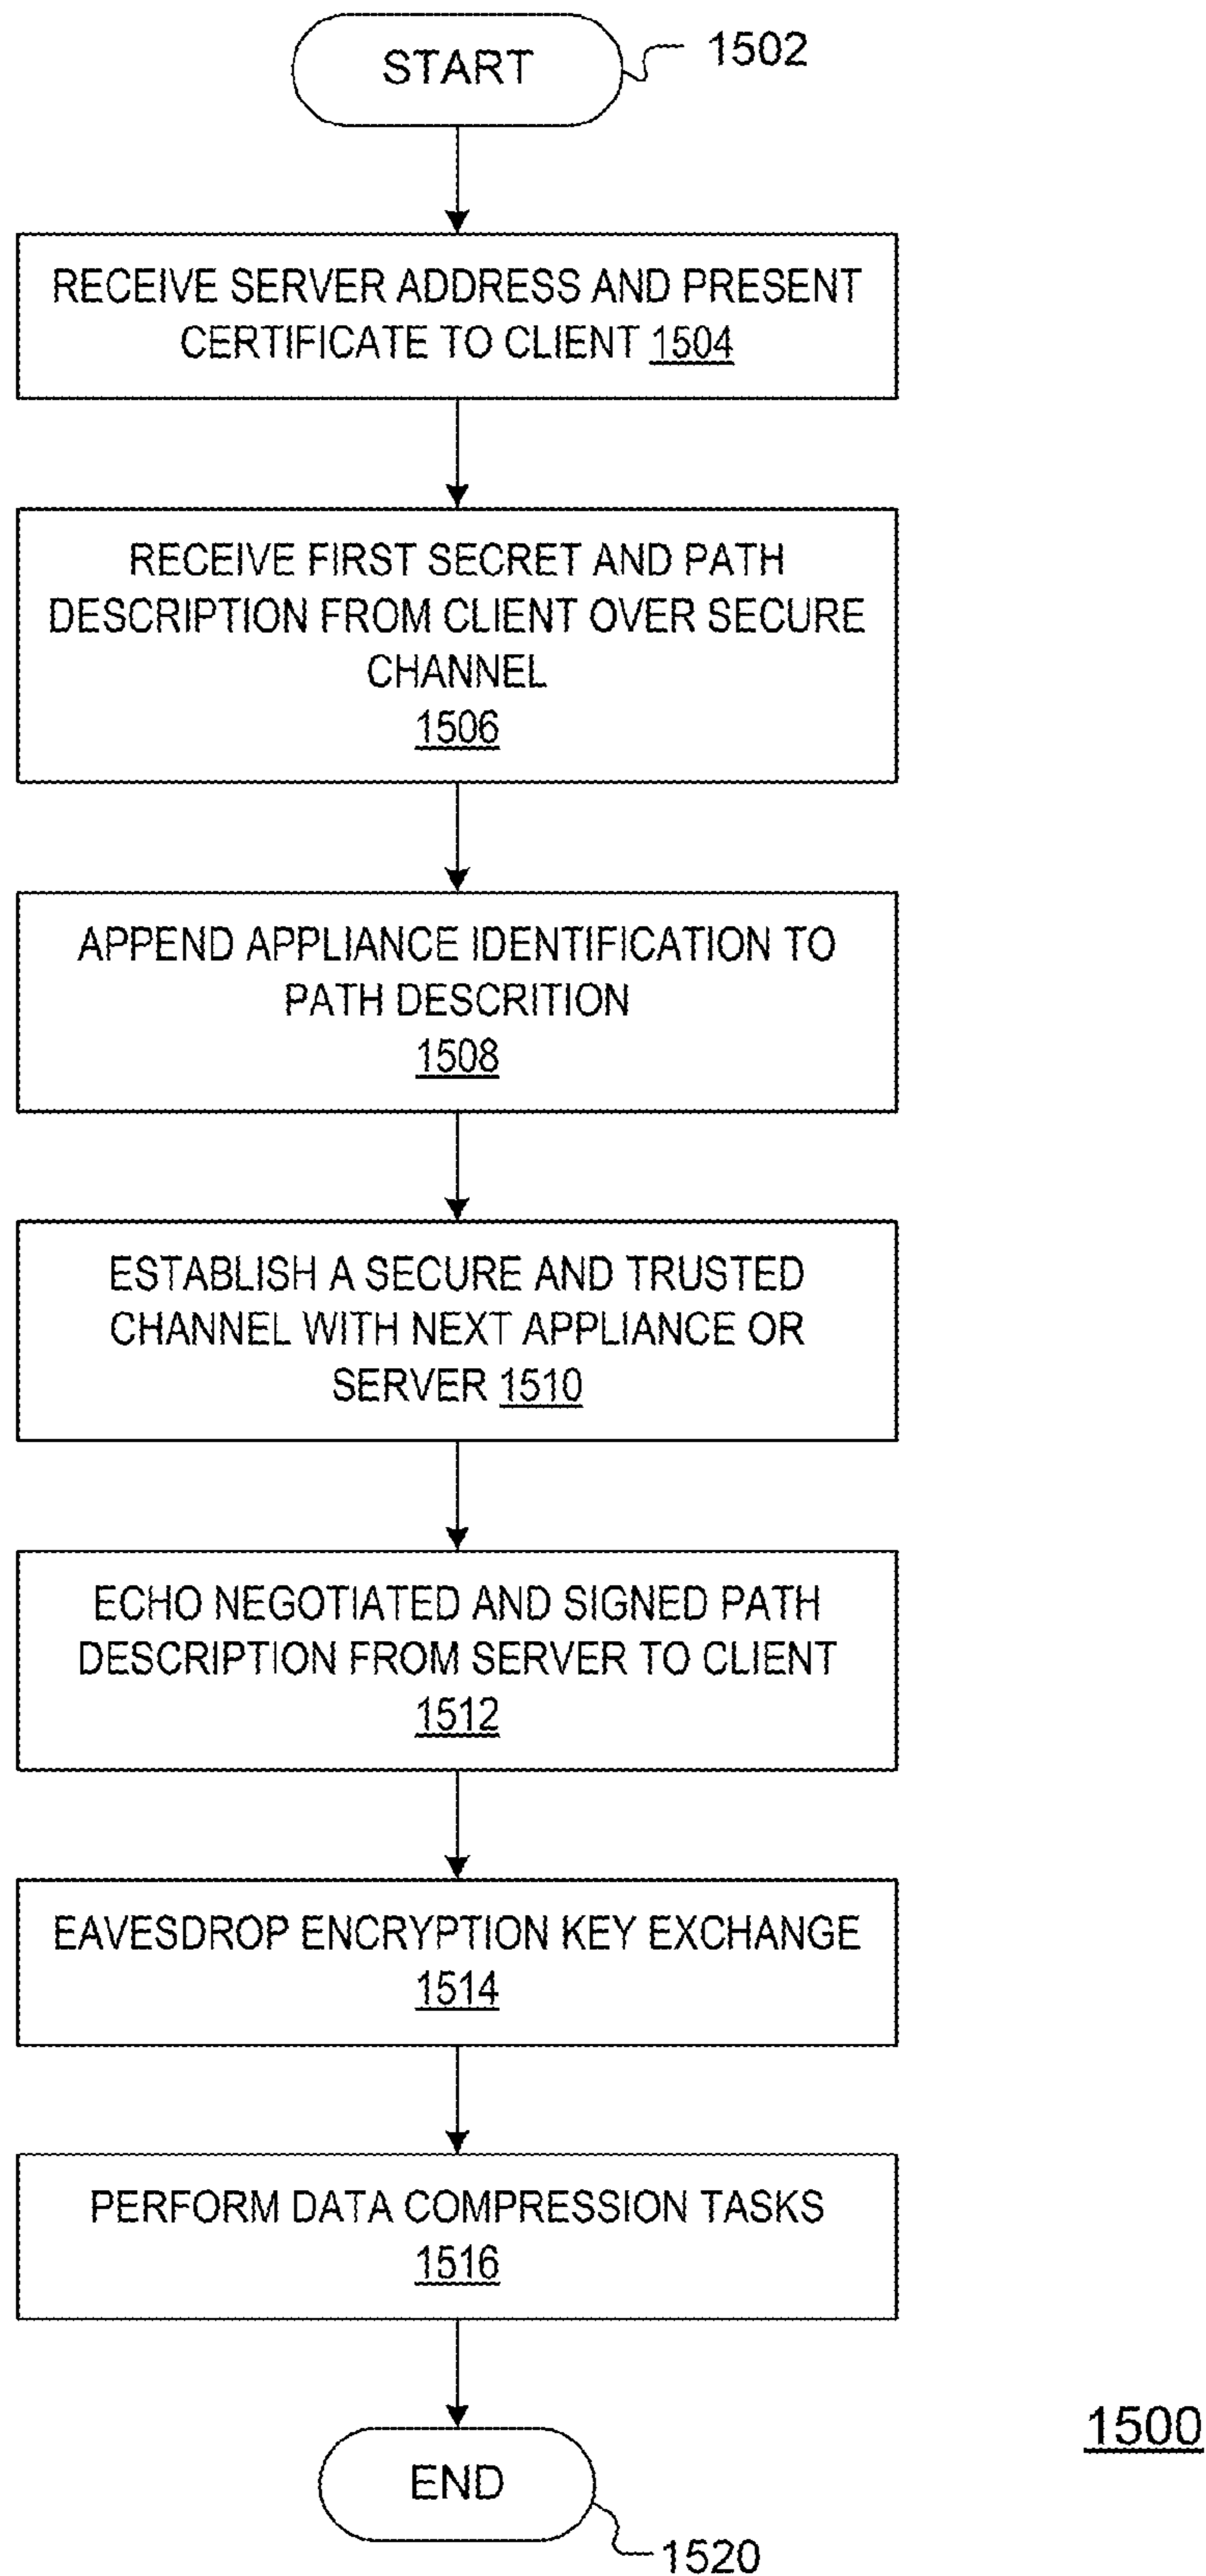 START
1502
RECEIVE SERVER ADDRESS AND PRESENT
CERTIFICATE TO CLIENT 1504
RECEIVE FIRST SECRET AND PATH
DESCRIPTION FROM CLIENT OVER SECURE
CHANNEL
1506
APPEND APPLIANCE IDENTIFICATION TO
PATH DESCRITION
1508
ESTABLISH A SECURE AND TRUSTED
CHANNEL WITH NEXT APPLIANCE OR
SERVER 1510
ECHO NEGOTIATED AND SIGNED PATH
DESCRIPTION FROM SERVER TO CLIENT
1512
EAVESDROP ENCRYPTION KEY EXCHANGE
1514
PERFORM DATA COMPRESSION TASKS
1516
1500
END
1520